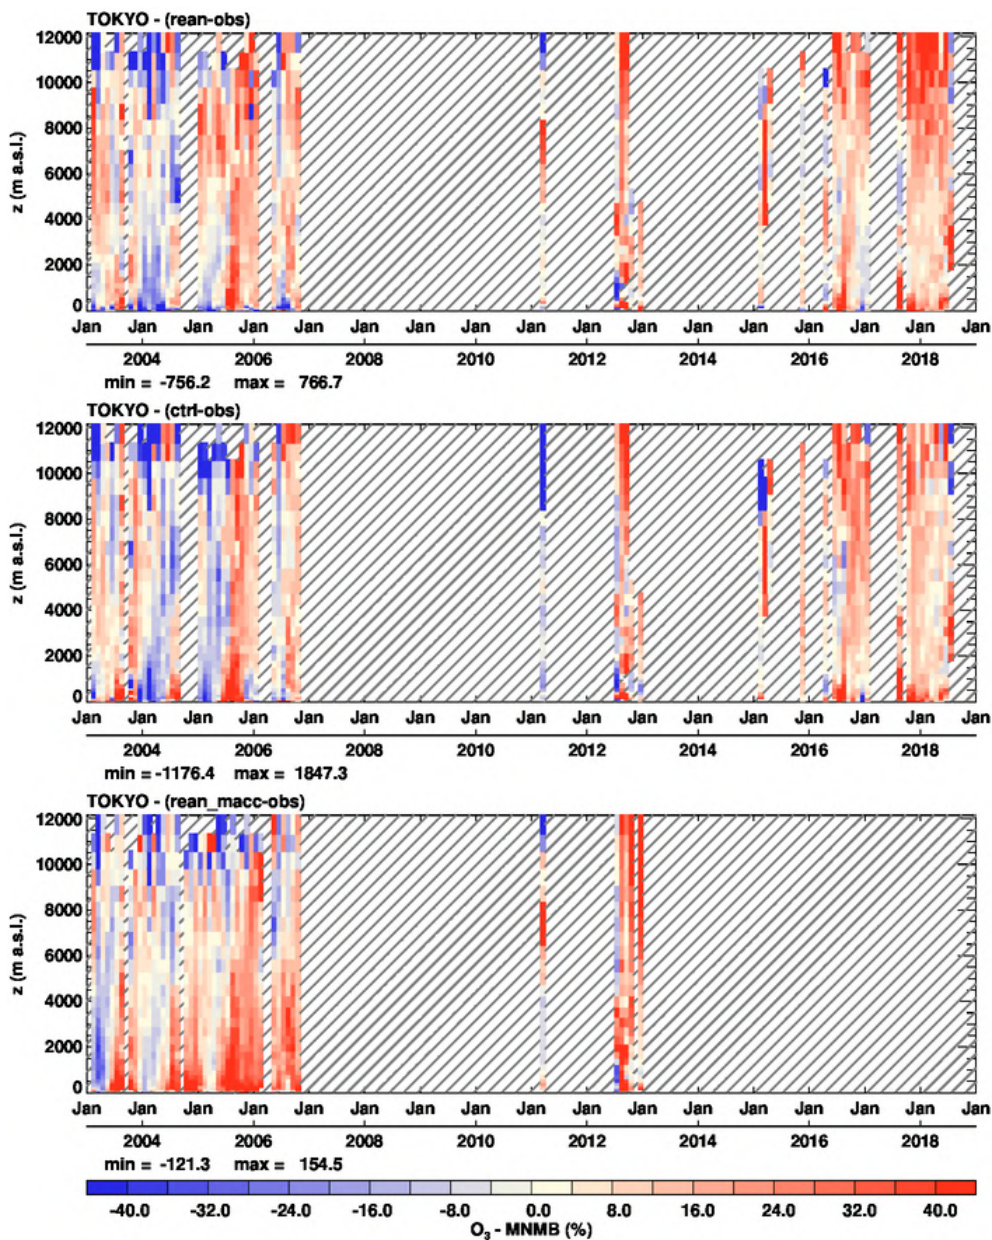 TOKYO - (rean-obs)
12000
10000
8000
6000
4000
2000
0
z (m a.s.l.)
Jan Jan Jan Jan Jan Jan Jan Jan Jan Jan Jan Jan Jan Jan Jan Jan Jan
2004 2006 2008 2010 2012 2014 2016 2018
min = -756.2 max = 766.7
TOKYO - (ctrl-obs)
12000
10000
8000
6000
4000
2000
0
z (m a.s.l.)
Jan Jan Jan Jan Jan Jan Jan Jan Jan Jan Jan Jan Jan Jan Jan Jan Jan
2004 2006 2008 2010 2012 2014 2016 2018
min = -1176.4 max = 1847.3
TOKYO - (rean_macc-obs)
12000
10000
8000
6000
4000
2000
0
z (m a.s.l.)
Jan Jan Jan Jan Jan Jan Jan Jan Jan Jan Jan Jan Jan Jan Jan Jan Jan
2004 2006 2008 2010 2012 2014 2016 2018
min = -121.3 max = 154.5
-40.0 -32.0 -24.0 -16.0 -8.0 0.0 8.0 16.0 24.0 32.0 40.0
O₃ - MNMB (%)